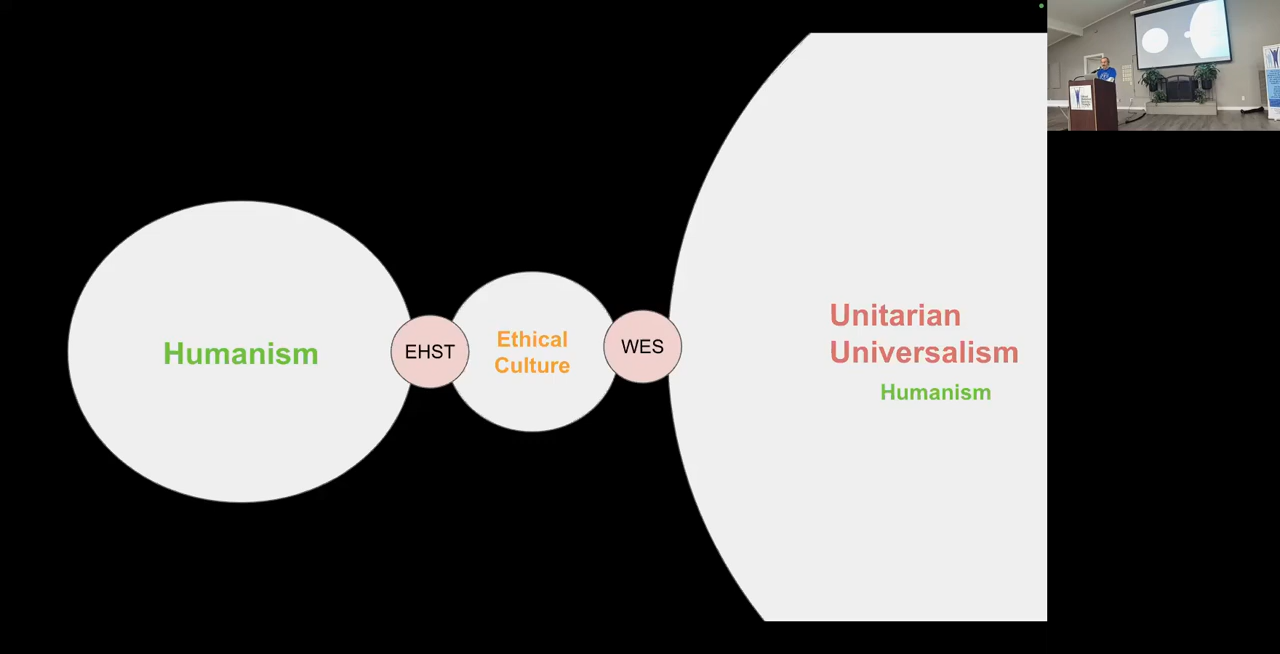 Humanism
EHST
Ethical
Culture
WES
Unitarian
Universalism
Humanism